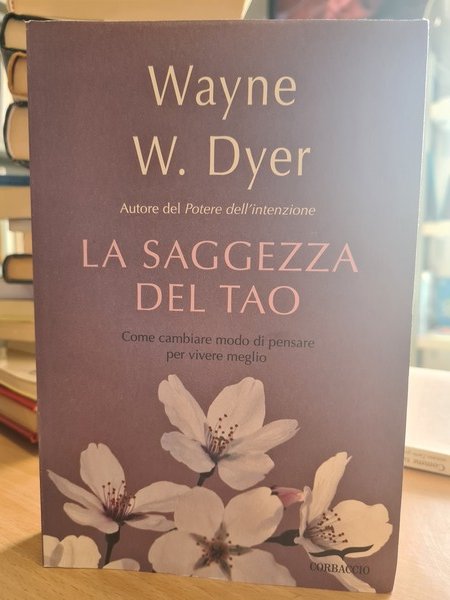 Wayne
W. Dyer
Autore del Potere dell'intenzione
LA SAGGEZZA
DEL TAO
Come cambiare modo di pensare
per vivere meglio
CORBACCIO